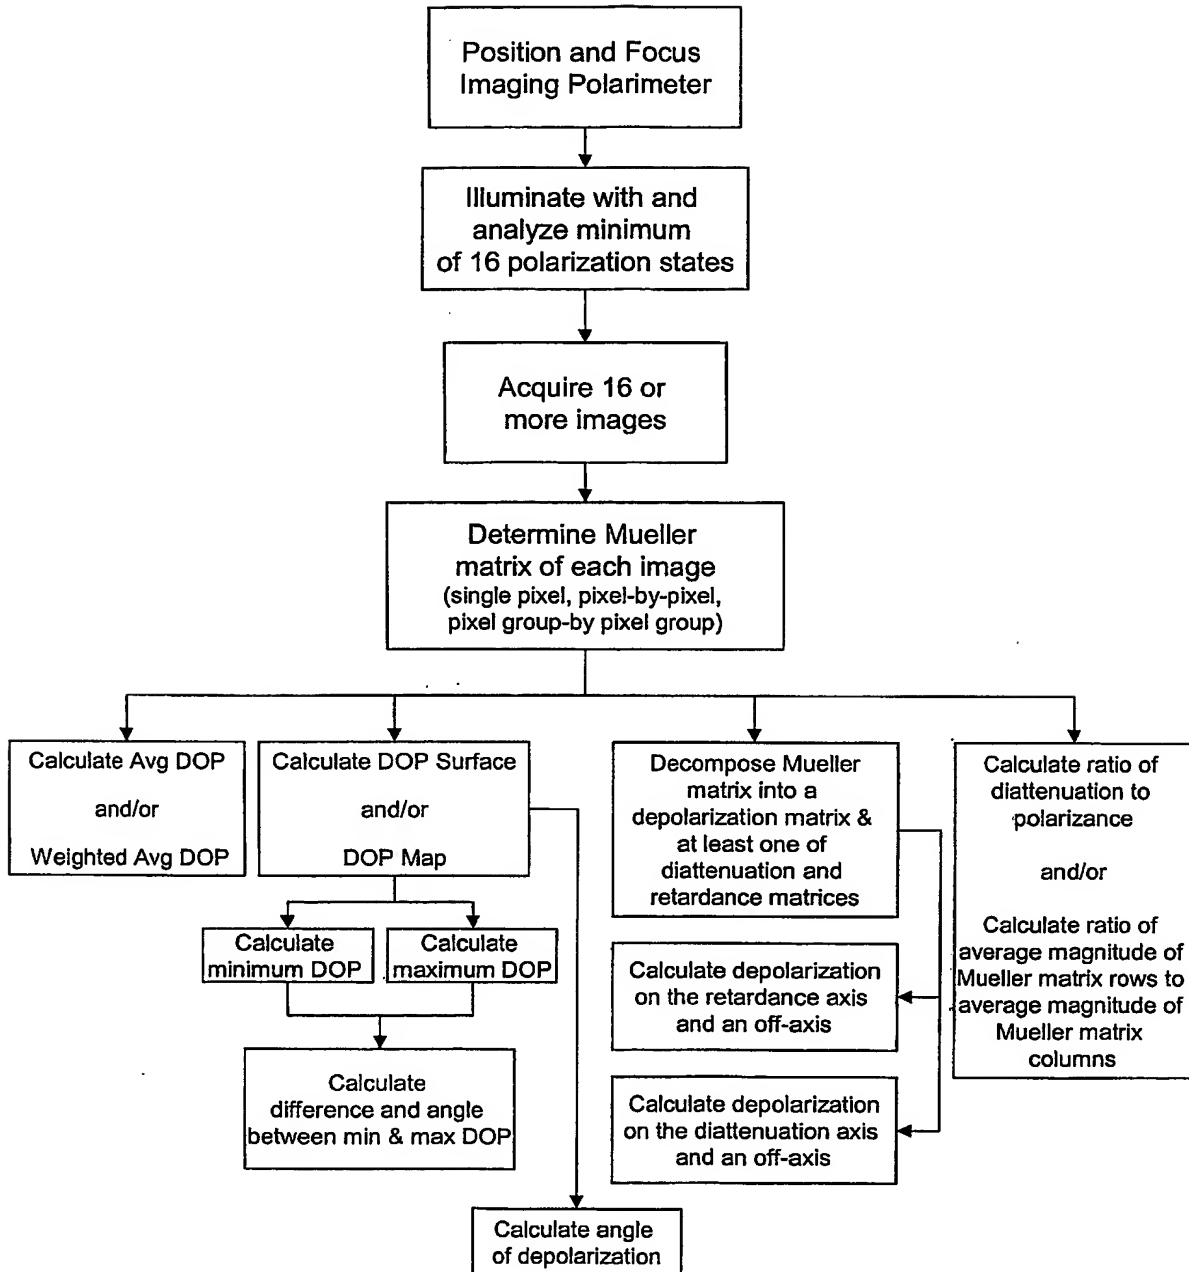 Position and Focus
Imaging Polarimeter
Illuminate with and
analyze minimum
of 16 polarization states
Acquire 16 or
more images
Determine Mueller
matrix of each image
(single pixel, pixel-by-pixel,
pixel group-by pixel group)
Calculate Avg DOP
and/or
Weighted Avg DOP
Calculate DOP Surface
and/or
DOP Map
Calculate
minimum DOP
Calculate
maximum DOP
Calculate
difference and angle
between min & max DOP
Calculate angle
of depolarization
Decompose Mueller
matrix into a
depolarization matrix &
at least one of
diattenuation and
retardance matrices
Calculate depolarization
on the retardance axis
and an off-axis
Calculate depolarization
on the diattenuation axis
and an off-axis
Calculate ratio of
diattenuation to
polarizance
and/or
Calculate ratio of
average magnitude of
Mueller matrix rows to
average magnitude of
Mueller matrix
columns